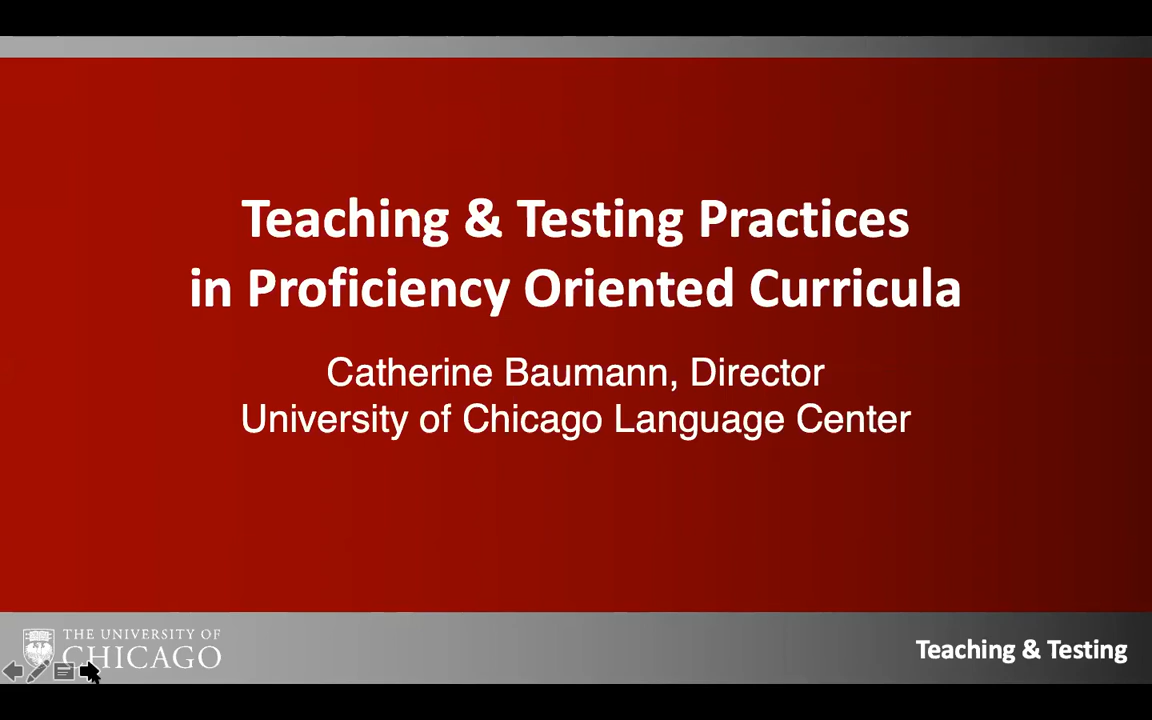 Teaching & Testing Practices
in Proficiency Oriented Curricula
Catherine Baumann, Director
University of Chicago Language Center
THE UNIVERSITY OF
CHICAGO
Teaching & Testing